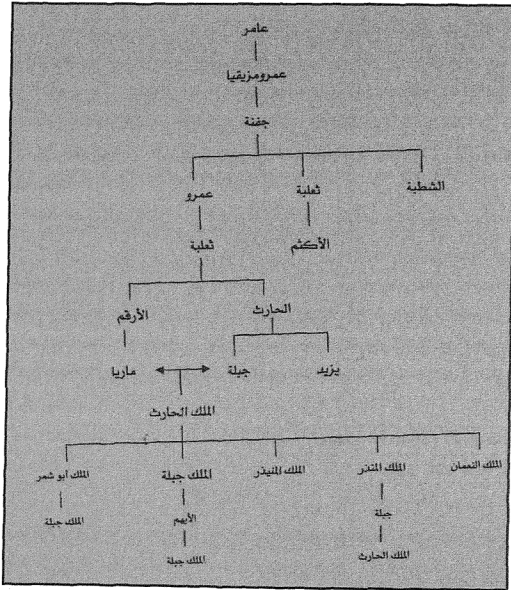 عامر
عمرومزيقيا
جفنة
الشطبة ثعلبة عمرو
الأكثم ثعلبة
الحارث الأرقم
يزيد جبلة ماريا
الملك الحارث
الملك النعمان الملك المنذر الملك المنيذر الملك جبلة الملك ابو شمر
جبلة الأيهم الملك جبلة
الملك الحارث الملك جبلة